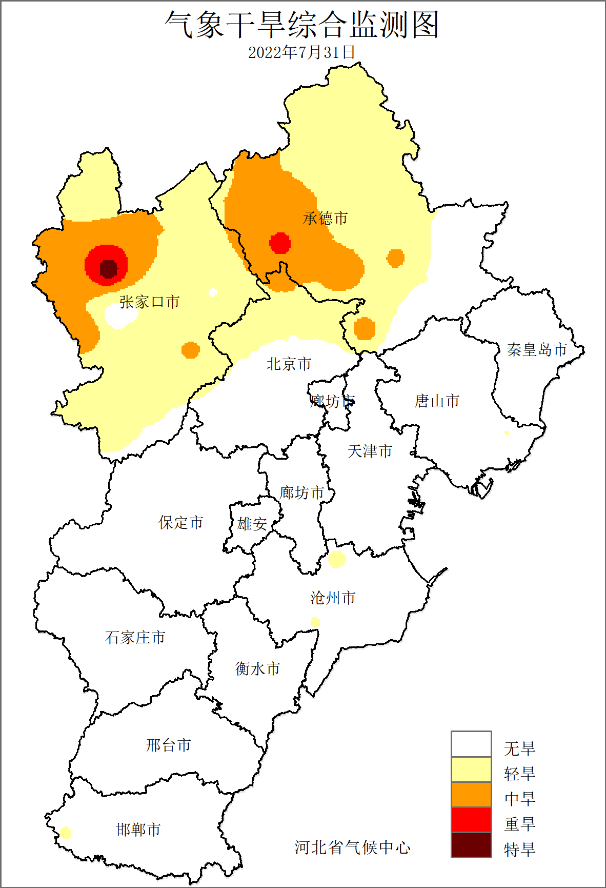 气象干旱综合监测图
2022年7月31日
承德市
张家口市
秦皇岛市
北京市
廊坊市
唐山市
天津市
廊坊市
保定市
雄安
沧州市
石家庄市
衡水市
邢台市
邯郸市
无旱
轻旱
中旱
重旱
特旱
河北省气候中心